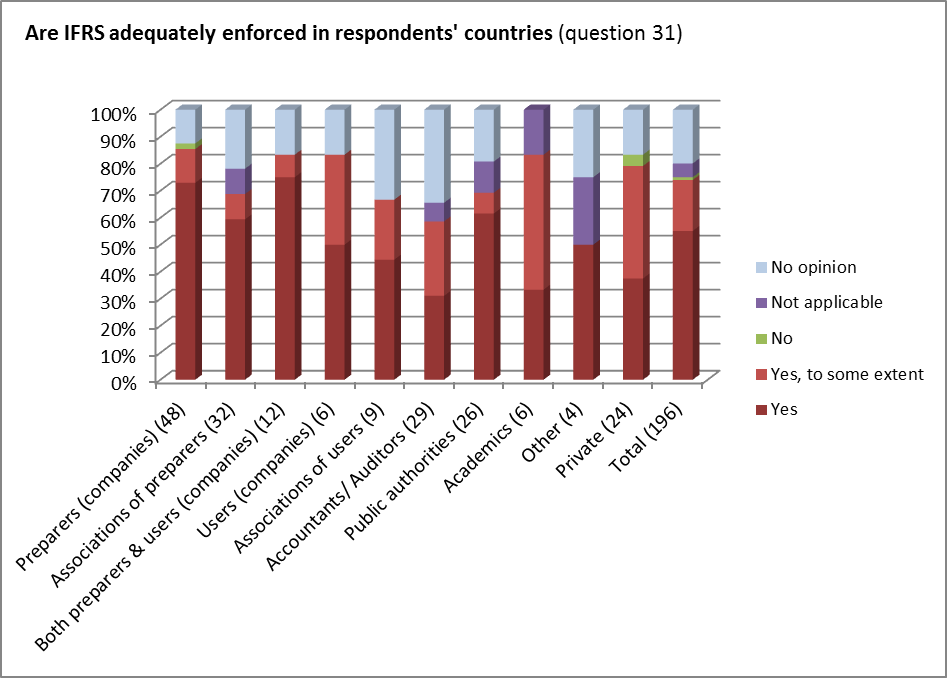 Are IFRS adequately enforced in respondents' countries (question 31)
100%
90%
80%
70%
60%
50%
40%
30%
20%
10%
0%
Preparers (companies) (48)
Associations of preparers (32)
Both preparers & users (companies) (12)
Users (companies) (6)
Associations of users (9)
Accountants/ Auditors (29)
Public authorities (26)
Academics (6)
Other (4)
Private (24)
Total (196)
No opinion
Not applicable
No
Yes, to some extent
Yes